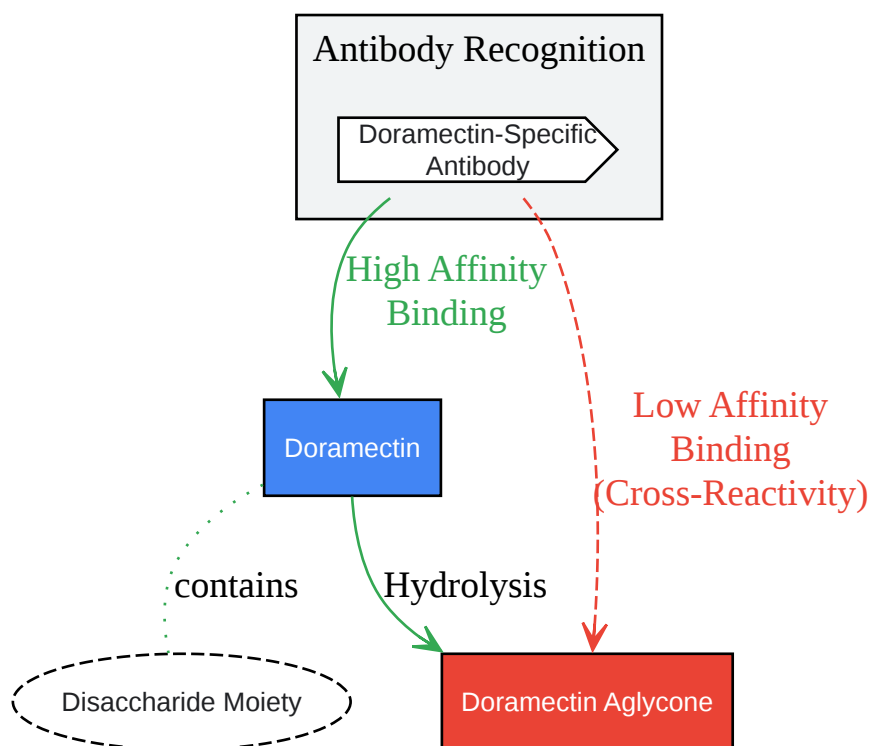 Antibody Recognition
Doramectin-Specific
Antibody
High Affinity
Binding
Low Affinity
Binding
(Cross-Reactivity)
Doramectin
contains
Hydrolysis
Disaccharide Moiety
Doramectin Aglycone